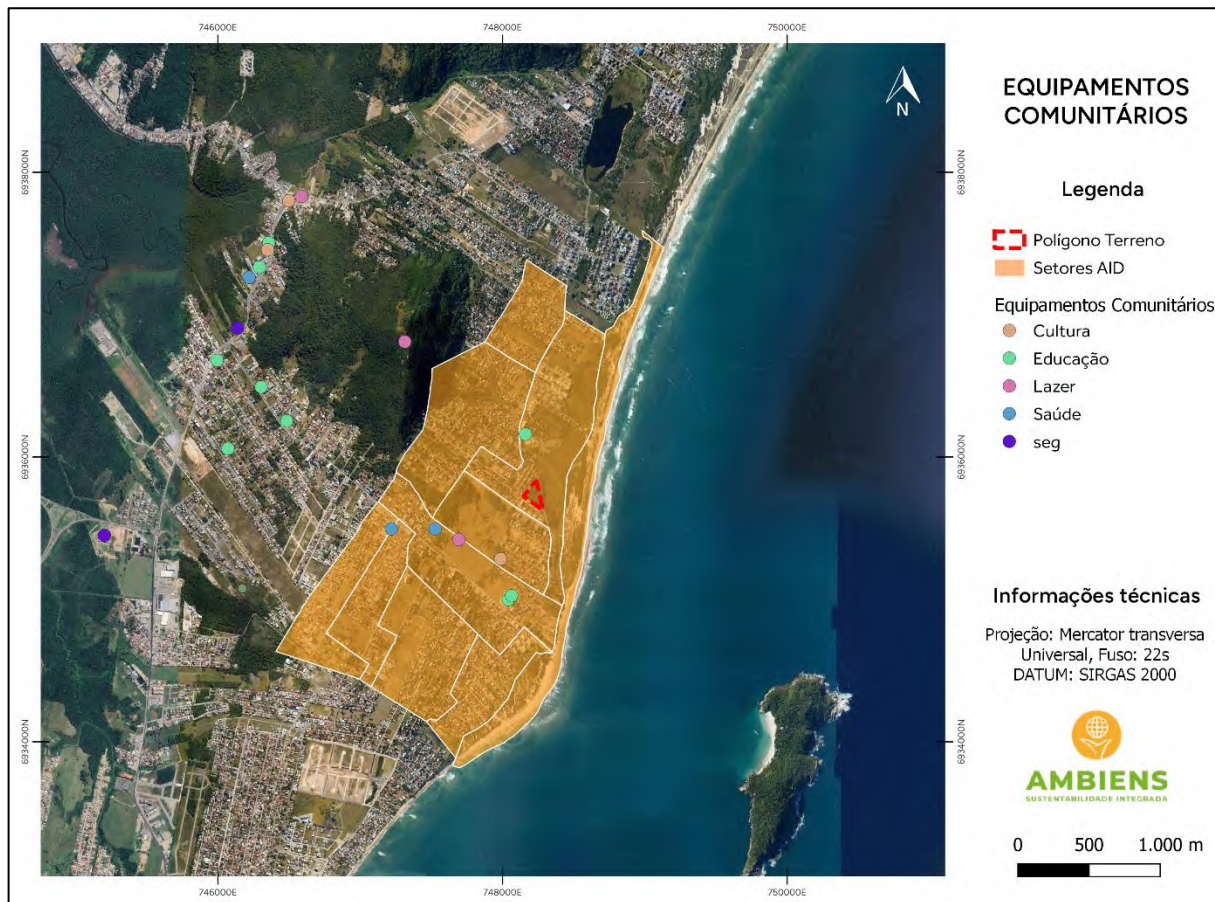 746000E
748000E
750000E
6938000N
6938000N
6936000N
6936000N
6934000N
6934000N
746000E
748000E
750000E
N
EQUIPAMENTOS
COMUNITÁRIOS
Legenda
Polígono Terreno
Setores AID
Equipamentos Comunitários
Cultura
Educação
Lazer
Saúde
seg
Informações técnicas
Projeção: Mercator transversa
Universal, Fuso: 22s
DATUM: SIRGAS 2000
AMBIENS
SUSTENTABILIDADE INTEGRADA
0 500 1.000 m